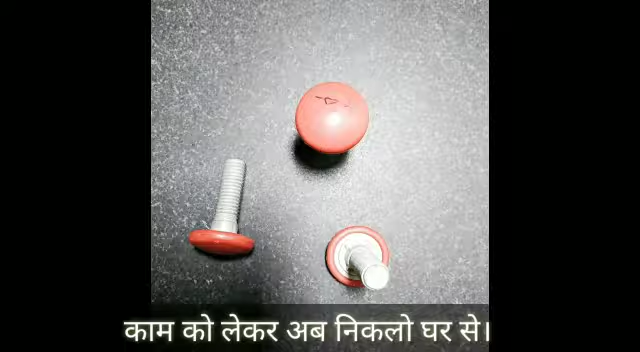 काम को लेकर अब निकलो घर से।